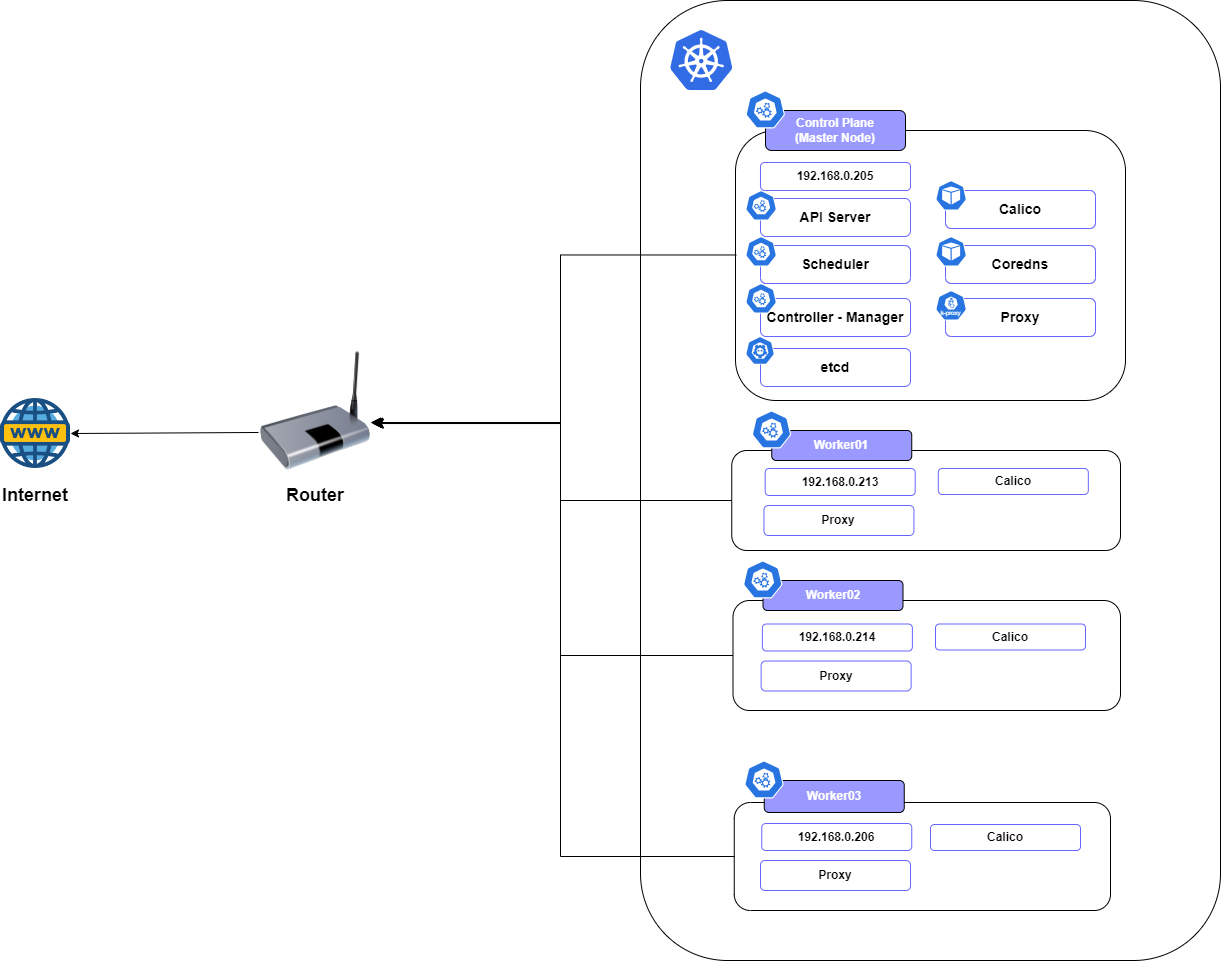 Control Plane
(Master Node)
192.168.0.205
API Server
Scheduler
Controller - Manager
etcd
Calico
Coredns
k-proxy
Proxy
WWW
Internet
Router
Worker01
192.168.0.213
Calico
Proxy
Worker02
192.168.0.214
Calico
Proxy
Worker03
192.168.0.206
Calico
Proxy